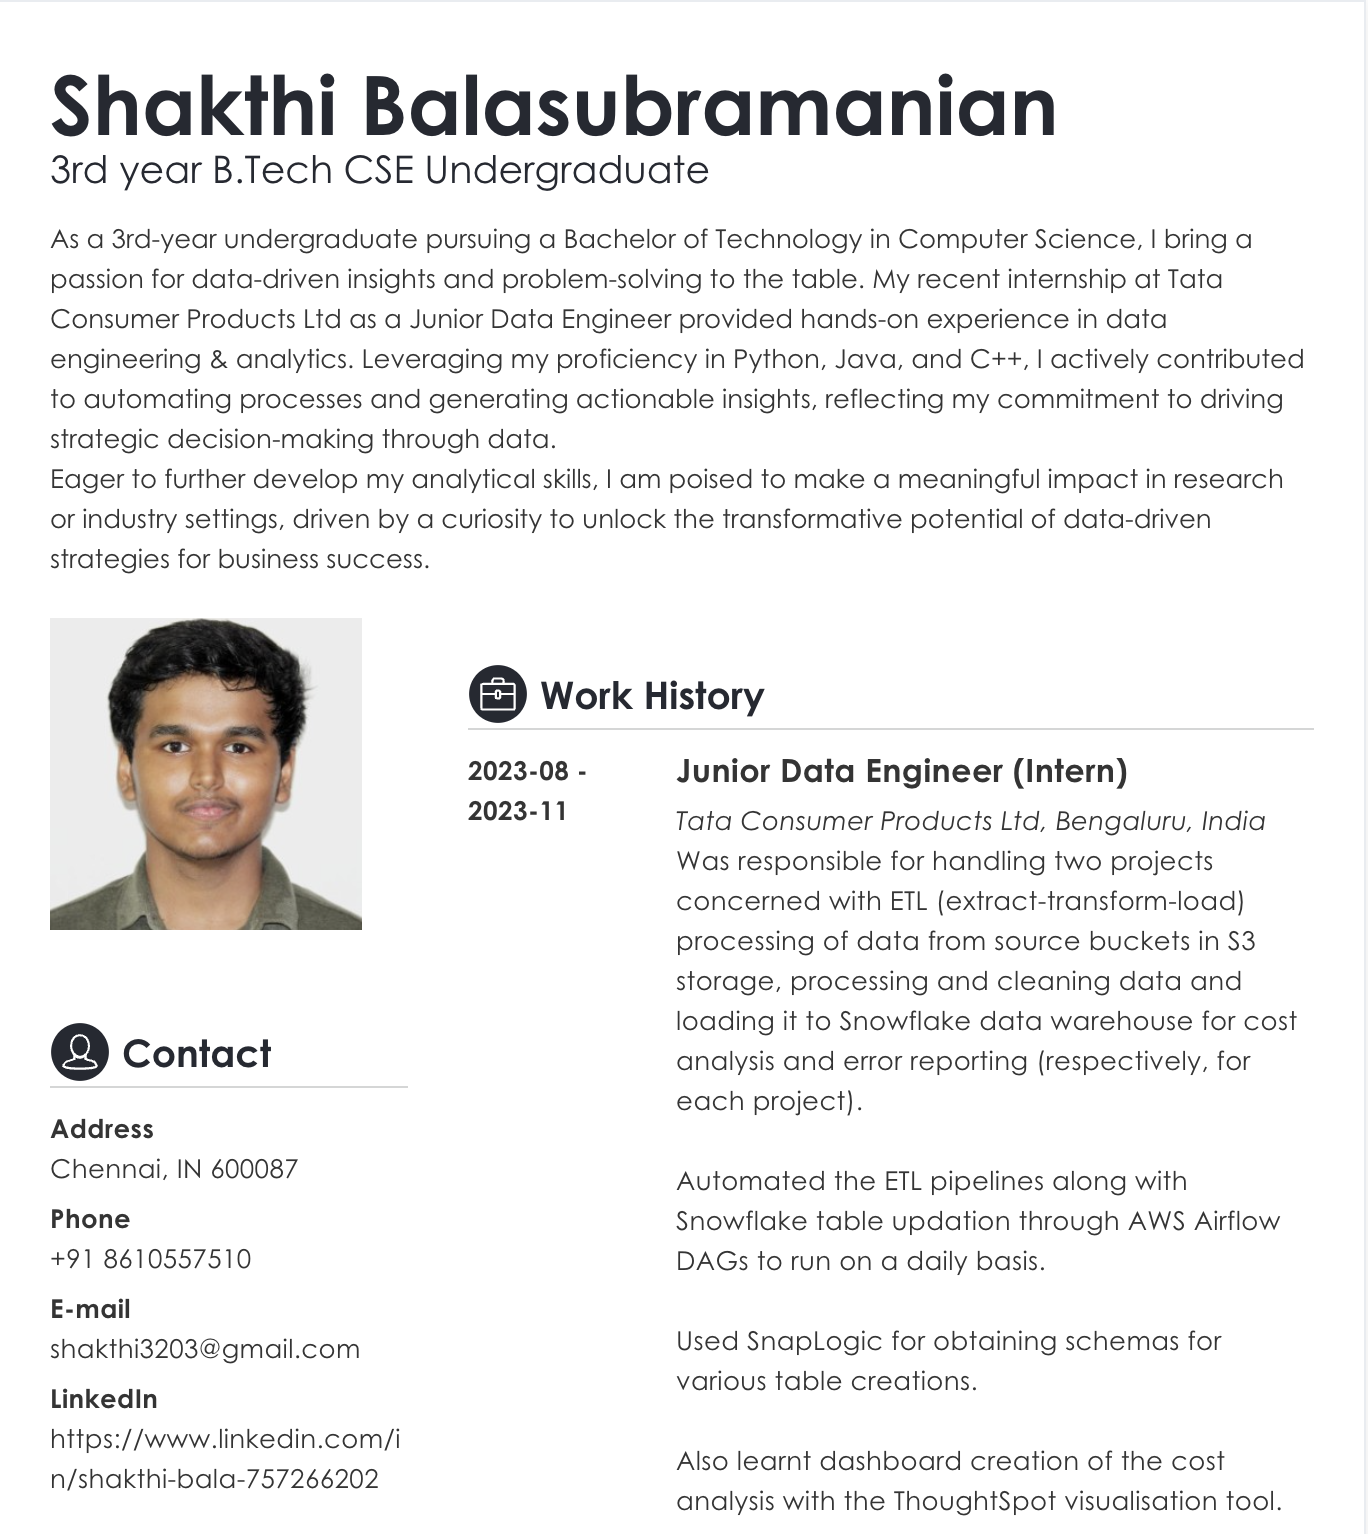 Shakthi Balasubramanian
3rd year B.Tech CSE Undergraduate
As a 3rd-year undergraduate pursuing a Bachelor of Technology in Computer Science, I bring a
passion for data-driven insights and problem-solving to the table. My recent internship at Tata
Consumer Products Ltd as a Junior Data Engineer provided hands-on experience in data
engineering & analytics. Leveraging my proficiency in Python, Java, and C++, I actively contributed
to automating processes and generating actionable insights, reflecting my commitment to driving
strategic decision-making through data.
Eager to further develop my analytical skills, I am poised to make a meaningful impact in research
or industry settings, driven by a curiosity to unlock the transformative potential of data-driven
strategies for business success.
Contact
Address
Chennai, IN 600087
Phone
+91 8610557510
E-mail
shakthi3203@gmail.com
LinkedIn
https://www.linkedin.com/i
n/shakthi-bala-757266202
Work History
2023-08 -
2023-11
Junior Data Engineer (Intern)
Tata Consumer Products Ltd, Bengaluru, India
Was responsible for handling two projects
concerned with ETL (extract-transform-load)
processing of data from source buckets in S3
storage, processing and cleaning data and
loading it to Snowflake data warehouse for cost
analysis and error reporting (respectively, for
each project).
Automated the ETL pipelines along with
Snowflake table updation through AWS Airflow
DAGs to run on a daily basis.
Used SnapLogic for obtaining schemas for
various table creations.
Also learnt dashboard creation of the cost
analysis with the ThoughtSpot visualisation tool.